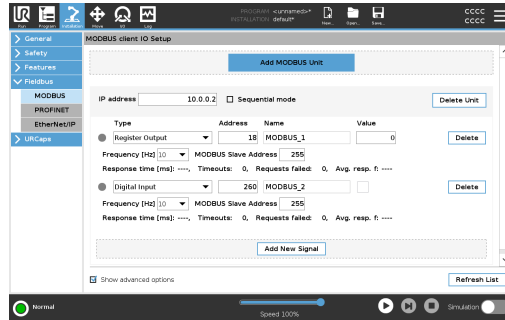 PROGRAM <unnamed>*
INSTALLATION default*
CCCC
CCCC
Run Program Installation Move I/O Log New... Open... Save...
General
MODBUS client IO Setup
Safety
Features
Add MODBUS Unit
Fieldbus
MODBUS
IP address 10.0.0.2 Sequential mode Delete Unit
PROFINET
EtherNet/IP
Type Address Name Value
URCaps
Register Output 18 MODBUS_1 0 Delete
Frequency [Hz] 10 MODBUS Slave Address 255
Response time [ms]: ----, Timeouts: 0, Requests failed: 0, Avg. resp. f: ----
Digital Input 260 MODBUS_2 Delete
Frequency [Hz] 10 MODBUS Slave Address 255
Response time [ms]: ----, Timeouts: 0, Requests failed: 0, Avg. resp. f: ----
Add New Signal
Show advanced options Refresh List
Normal
Speed 100%
Simulation